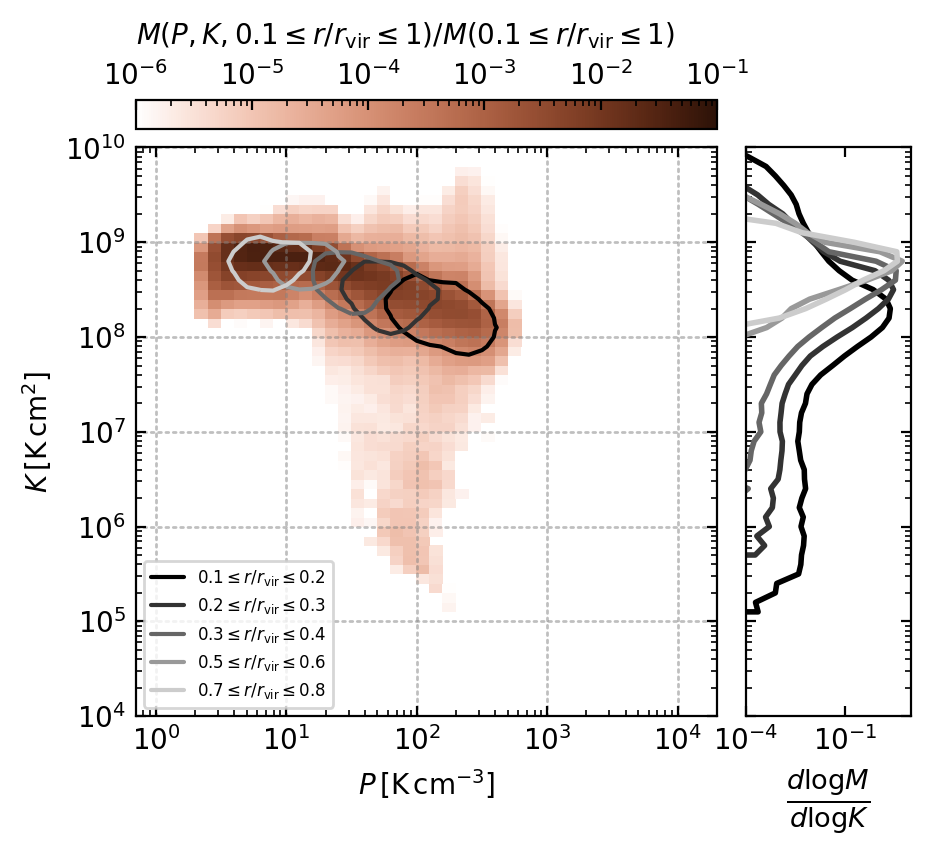 M(P, K, 0.1 ≤ r/r_vir ≤ 1)/M(0.1 ≤ r/r_vir ≤ 1)
10^−6 10^−5 10^−4 10^−3 10^−2 10^−1
10^10
10^9
10^8
10^7
10^6
10^5
10^4
K [K cm^2]
0.1 ≤ r/r_vir ≤ 0.2
0.2 ≤ r/r_vir ≤ 0.3
0.3 ≤ r/r_vir ≤ 0.4
0.5 ≤ r/r_vir ≤ 0.6
0.7 ≤ r/r_vir ≤ 0.8
10^0 10^1 10^2 10^3 10^4 10^−4 10^−1
P [K cm^−3]
dlogM
dlogK